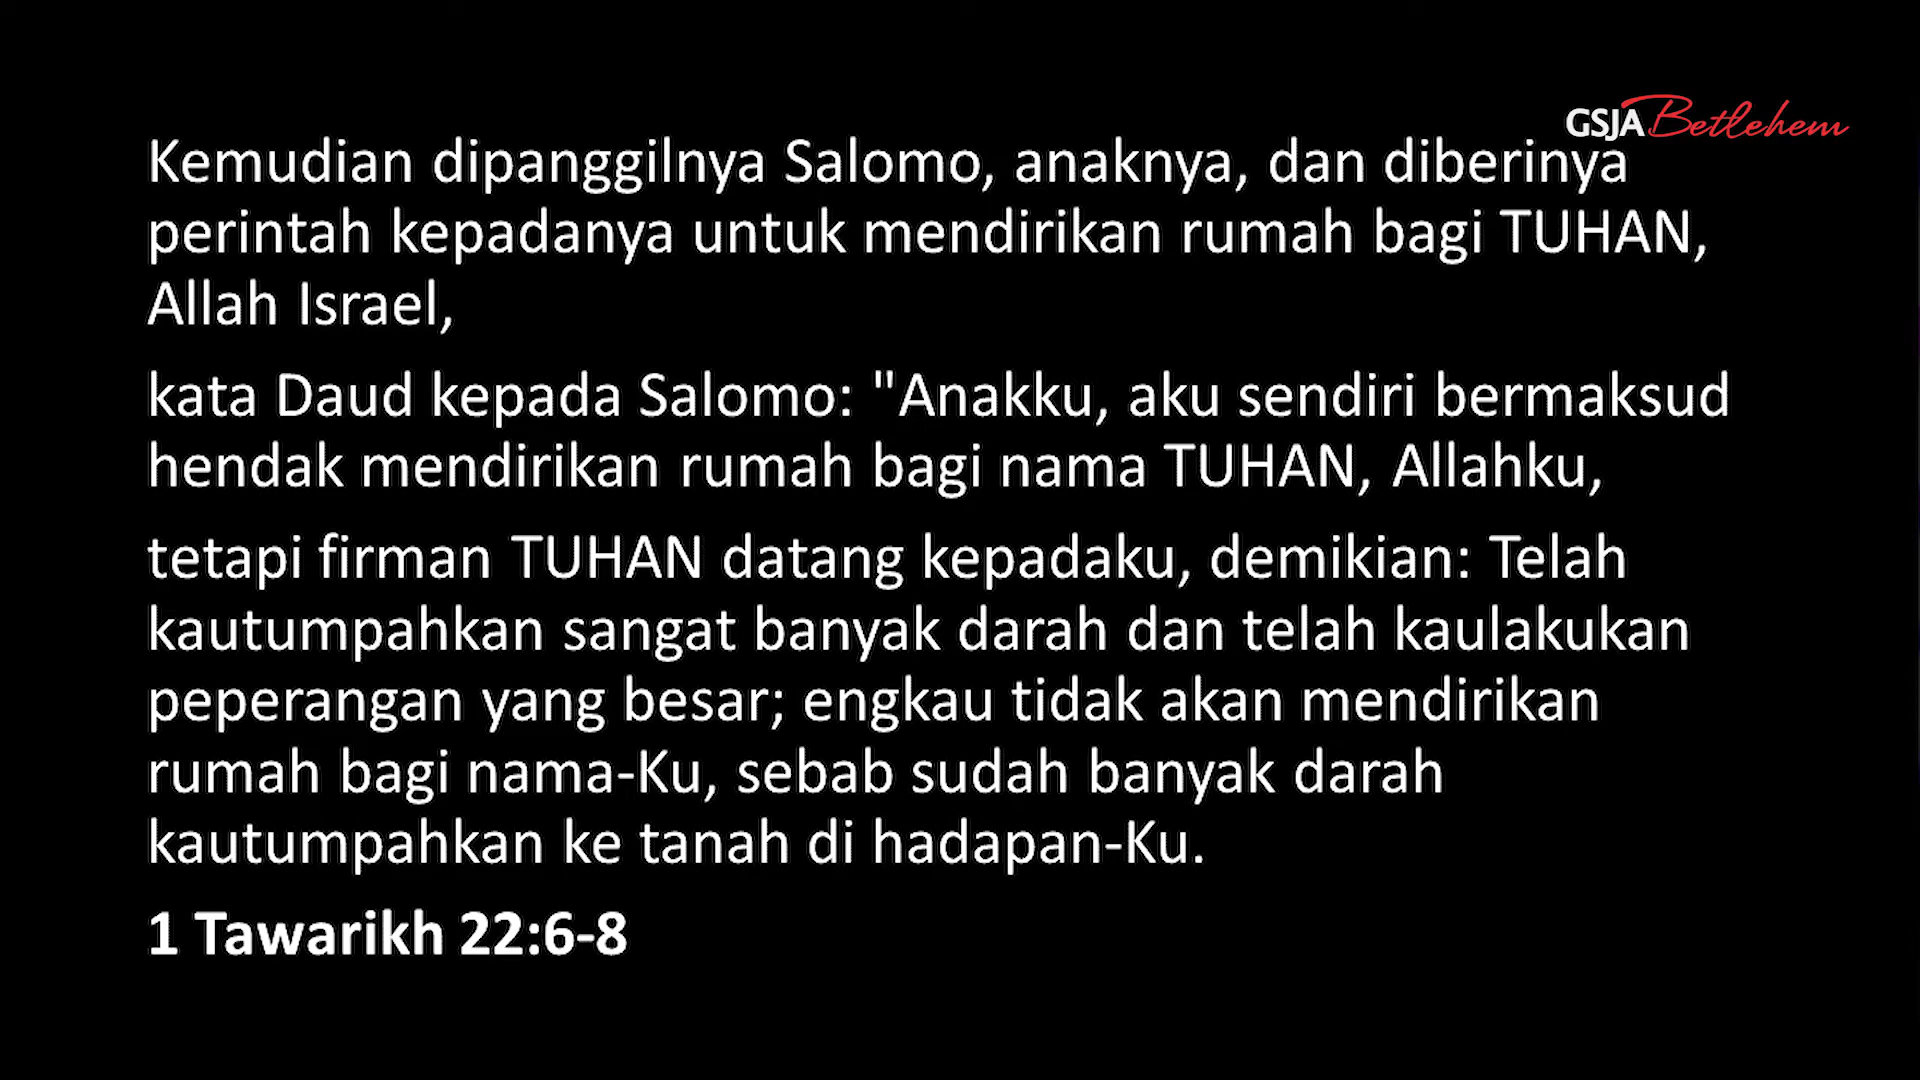 GSJA Betlehem
Kemudian dipanggilnya Salomo, anaknya, dan diberinya
perintah kepadanya untuk mendirikan rumah bagi TUHAN,
Allah Israel,
kata Daud kepada Salomo: "Anakku, aku sendiri bermaksud
hendak mendirikan rumah bagi nama TUHAN, Allahku,
tetapi firman TUHAN datang kepadaku, demikian: Telah
kautumpahkan sangat banyak darah dan telah kaulakukan
peperangan yang besar; engkau tidak akan mendirikan
rumah bagi nama-Ku, sebab sudah banyak darah
kautumpahkan ke tanah di hadapan-Ku.
1 Tawarikh 22:6-8